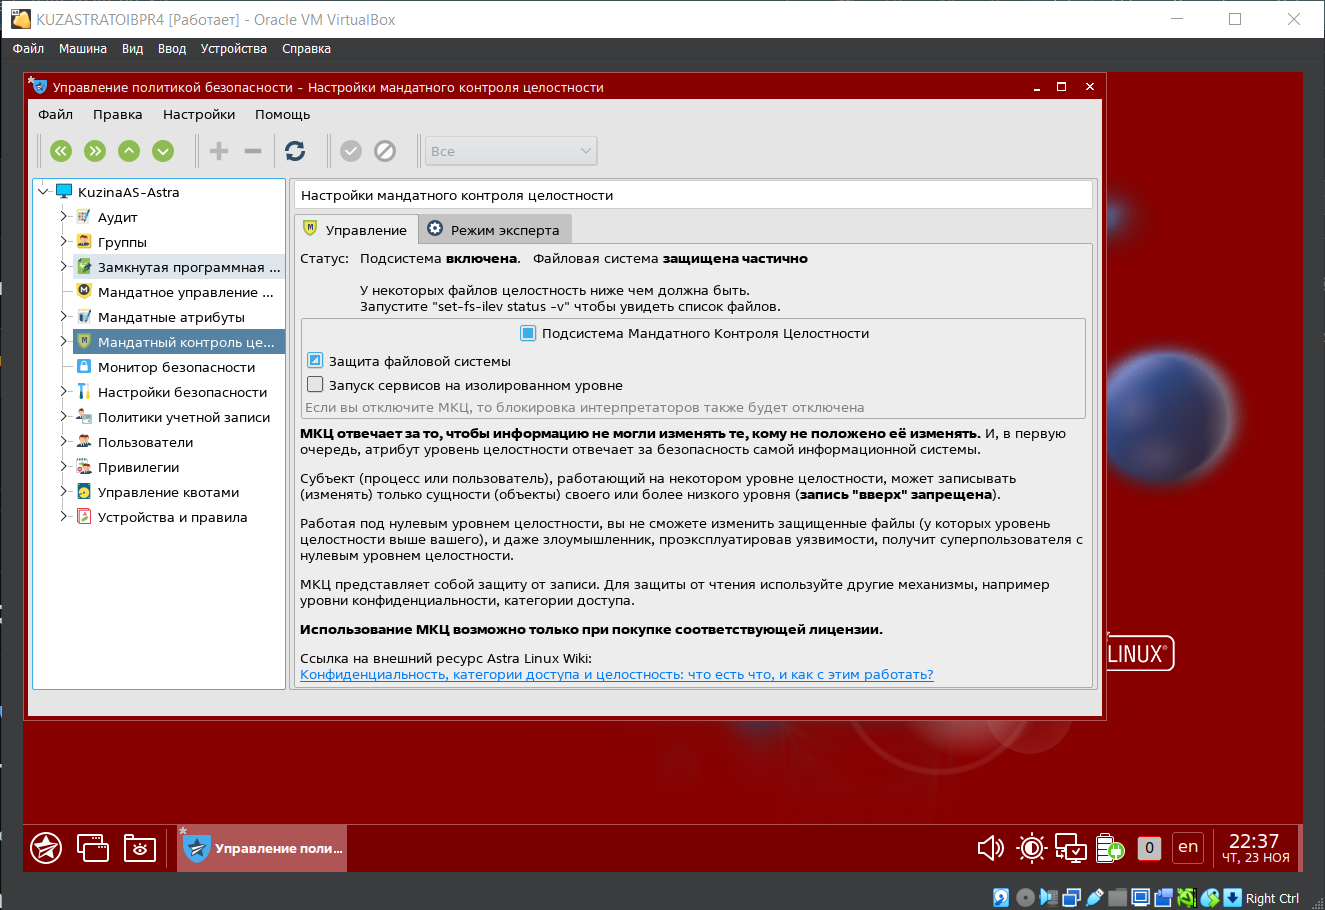 KUZASTRATOIBPR4 [Работает] - Oracle VM VirtualBox
Файл Машина Вид Ввод Устройства Справка
Управление политикой безопасности - Настройки мандатного контроля целостности
Файл Правка Настройки Помощь
Все
KuzinaAS-Astra
Аудит
Группы
Замкнутая программная ...
Мандатное управление ...
Мандатные атрибуты
Мандатный контроль це...
Монитор безопасности
Настройки безопасности
Политики учетной записи
Пользователи
Привилегии
Управление квотами
Устройства и правила
Настройки мандатного контроля целостности
Управление Режим эксперта
Статус: Подсистема включена. Файловая система защищена частично
У некоторых файлов целостность ниже чем должна быть.
Запустите "set-fs-ilev status -v" чтобы увидеть список файлов.
Подсистема Мандатного Контроля Целостности
Защита файловой системы
Запуск сервисов на изолированном уровне
Если вы отключите МКЦ, то блокировка интерпретаторов также будет отключена
МКЦ отвечает за то, чтобы информацию не могли изменять те, кому не положено её изменять. И, в первую
очередь, атрибут уровень целостности отвечает за безопасность самой информационной системы.
Субъект (процесс или пользователь), работающий на некотором уровне целостности, может записывать
(изменять) только сущности (объекты) своего или более низкого уровня (запись "вверх" запрещена).
Работая под нулевым уровнем целостности, вы не сможете изменить защищенные файлы (у которых уровень
целостности выше вашего), и даже злоумышленник, проэксплуатировав уязвимости, получит суперпользователя с
нулевым уровнем целостности.
МКЦ представляет собой защиту от записи. Для защиты от чтения используйте другие механизмы, например
уровни конфиденциальности, категории доступа.
Использование МКЦ возможно только при покупке соответствующей лицензии.
Ссылка на внешний ресурс Astra Linux Wiki:
Конфиденциальность, категории доступа и целостность: что есть что, и как с этим работать?
LINUX®
Управление поли...
0 en 22:37
ЧТ, 23 НОЯ
Right Ctrl